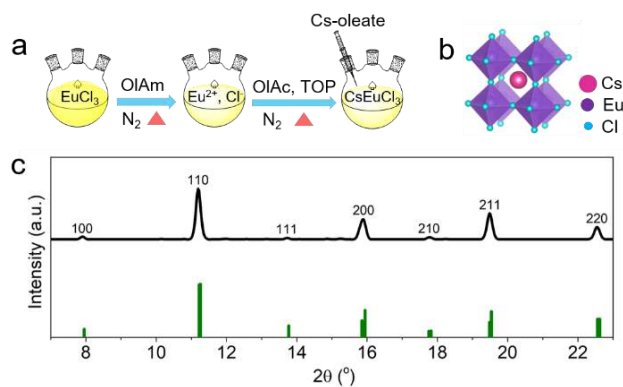 a
b
Cs-oleate
EuCl₃
OlAm
N₂
Eu²⁺, Cl⁻
OlAc, TOP
N₂
CsEuCl₃
Cs
Eu
Cl
c
Intensity (a.u.)
100
110
111
200
210
211
220
8
10
12
14
16
18
20
22
2θ (°)